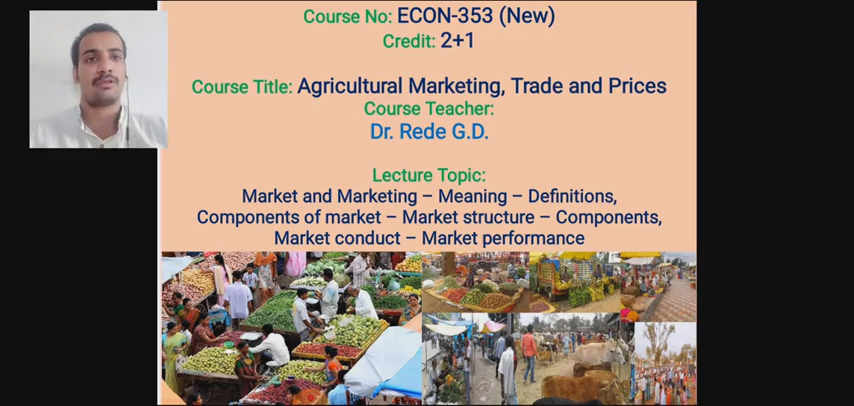 Course No: ECON-353 (New)
Credit: 2+1
Course Title: Agricultural Marketing, Trade and Prices
Course Teacher:
Dr. Rede G.D.
Lecture Topic:
Market and Marketing – Meaning – Definitions,
Components of market – Market structure – Components,
Market conduct – Market performance